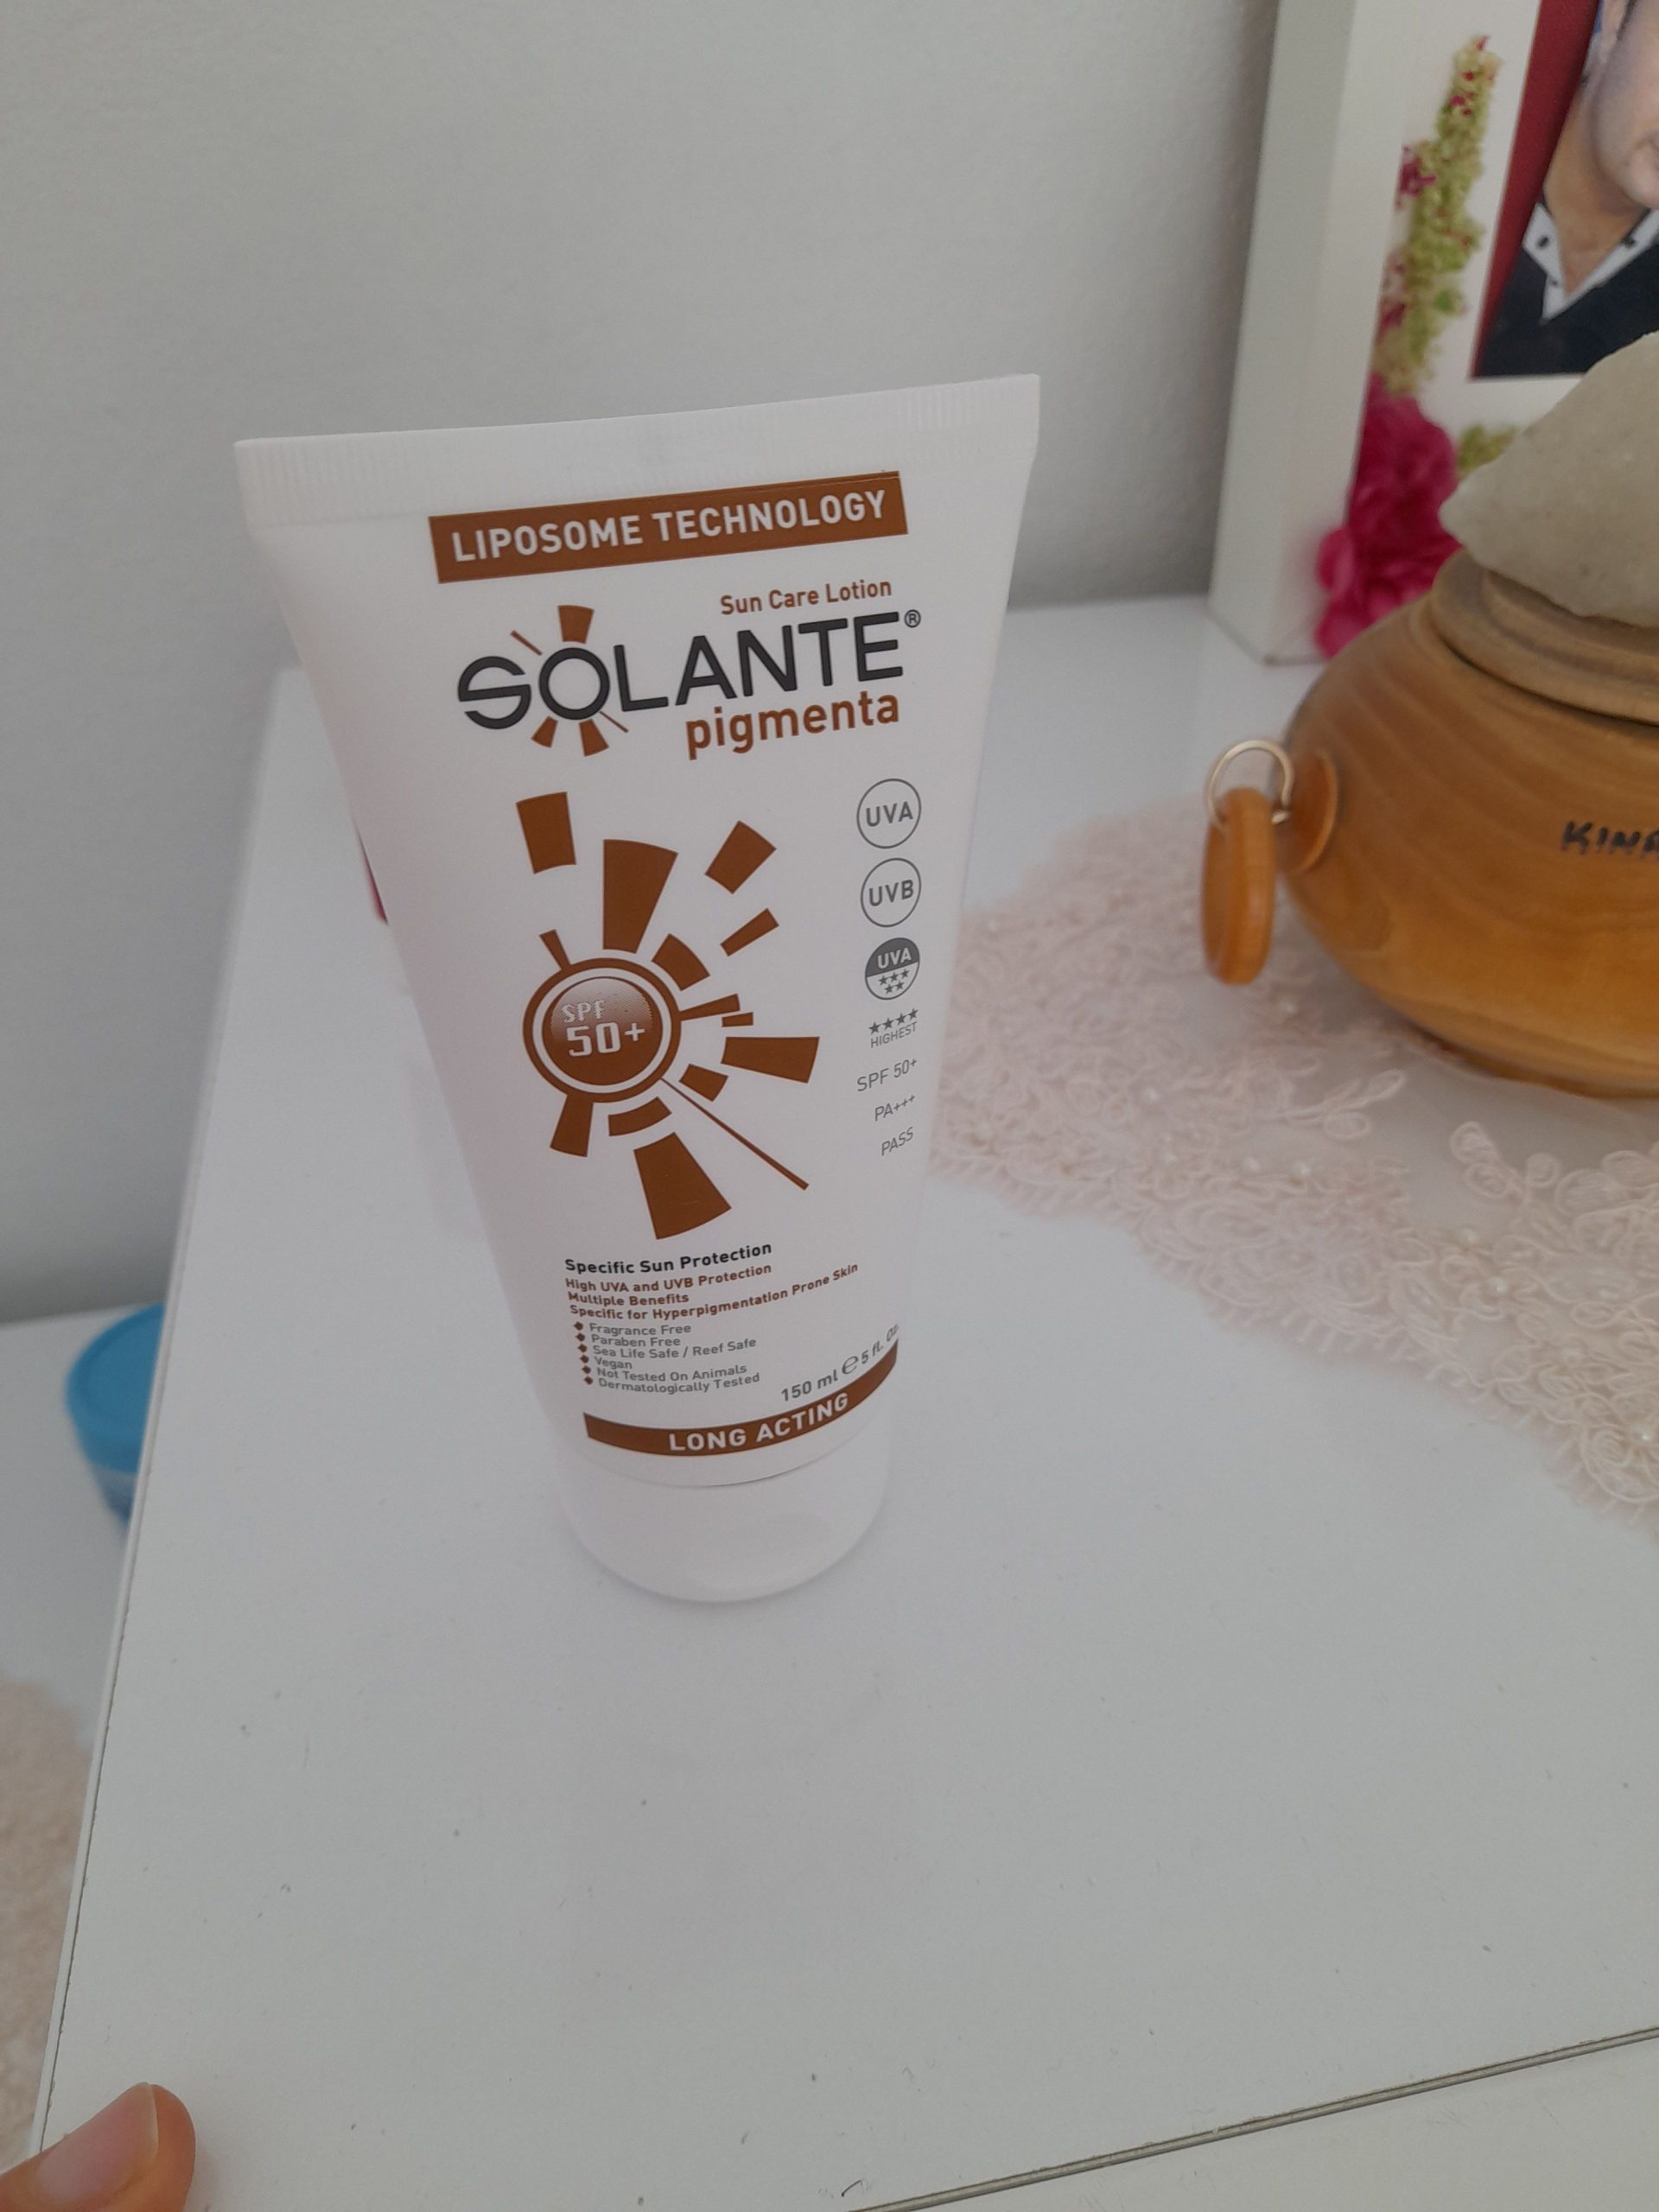 LIPOSOME TECHNOLOGY
Sun Care Lotion
SOLANTE®
pigmenta
UVA
UVB
UVA
HIGHEST
SPF 50+
PA+++
PASS
SPF
50+
Specific Sun Protection
High UVA and UVB Protection
Multiple Benefits
Specific for Hyperpigmentation Prone Skin
Fragrance Free
Paraben Free
Sea Life Safe / Reef Safe
Vegan
Not Tested On Animals
Dermatologically Tested
150 ml ℮ 5 fl. Oz.
LONG ACTING